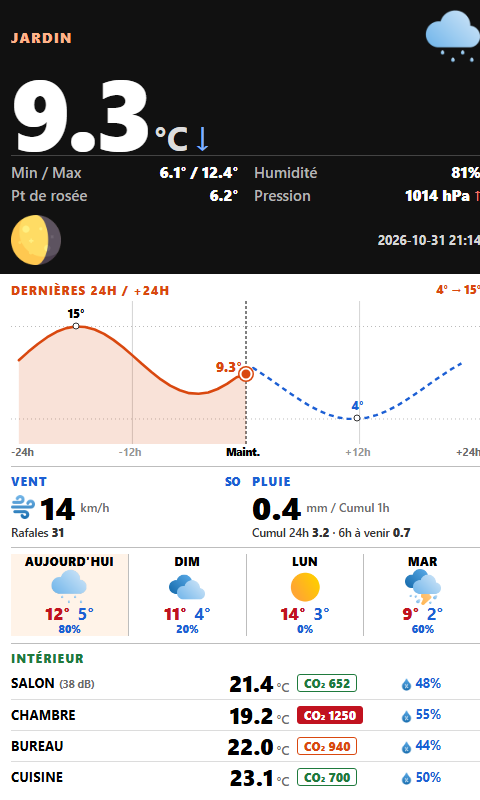 JARDIN
9.3 °C ↓
Min / Max 6.1° / 12.4° Humidité 81%
Pt de rosée 6.2° Pression 1014 hPa ↑
2026-10-31 21:14
DERNIÈRES 24H / +24H 4° → 15°
15°
9.3°
4°
-24h -12h Maint. +12h +24h
VENT SO PLUIE
14 km/h 0.4 mm / Cumul 1h
Rafales 31 Cumul 24h 3.2 · 6h à venir 0.7
AUJOURD'HUI DIM LUN MAR
12° 5° 11° 4° 14° 3° 9° 2°
80% 20% 0% 60%
INTÉRIEUR
SALON (38 dB) 21.4 °C CO₂ 652 48%
CHAMBRE 19.2 °C CO₂ 1250 55%
BUREAU 22.0 °C CO₂ 940 44%
CUISINE 23.1 °C CO₂ 700 50%